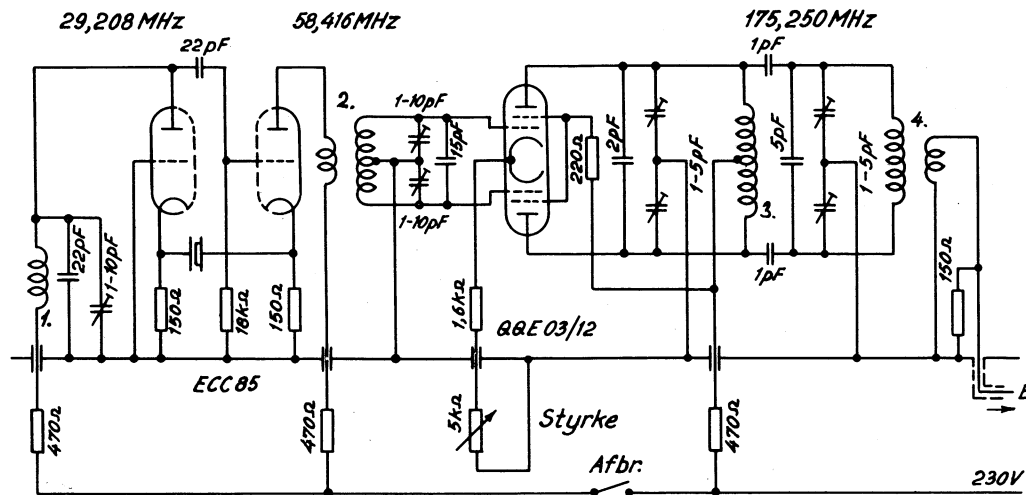 29,208 MHz
58,416 MHz
175,250 MHz
22pF
1pF
2.
1-10pF
15pF
1-10pF
220Ω
2pF
1-5pF
3.
5pF
1-5pF
4.
1pF
22pF
1-10pF
1.
150Ω
18kΩ
150Ω
1,6kΩ
QQE 03/12
150Ω
ECC 85
470Ω
470Ω
5kΩ
Styrke
470Ω
Afbr.
230V